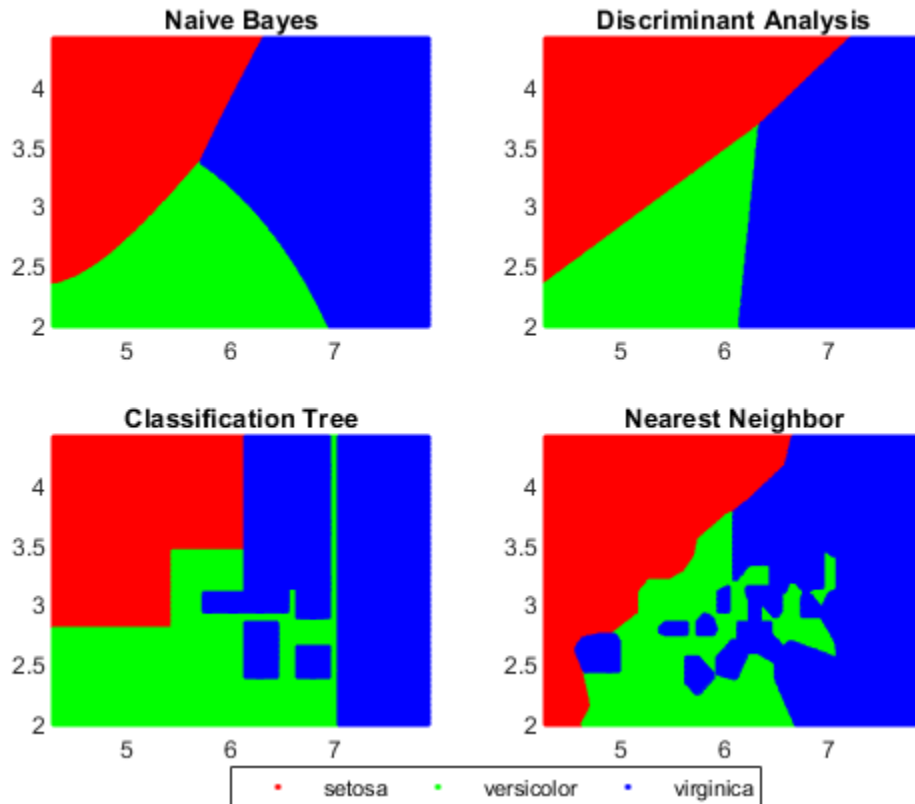 Naive Bayes
4
3.5
3
2.5
2
5 6 7
Discriminant Analysis
4
3.5
3
2.5
2
5 6 7
Classification Tree
4
3.5
3
2.5
2
5 6 7
Nearest Neighbor
4
3.5
3
2.5
2
5 6 7
setosa versicolor virginica